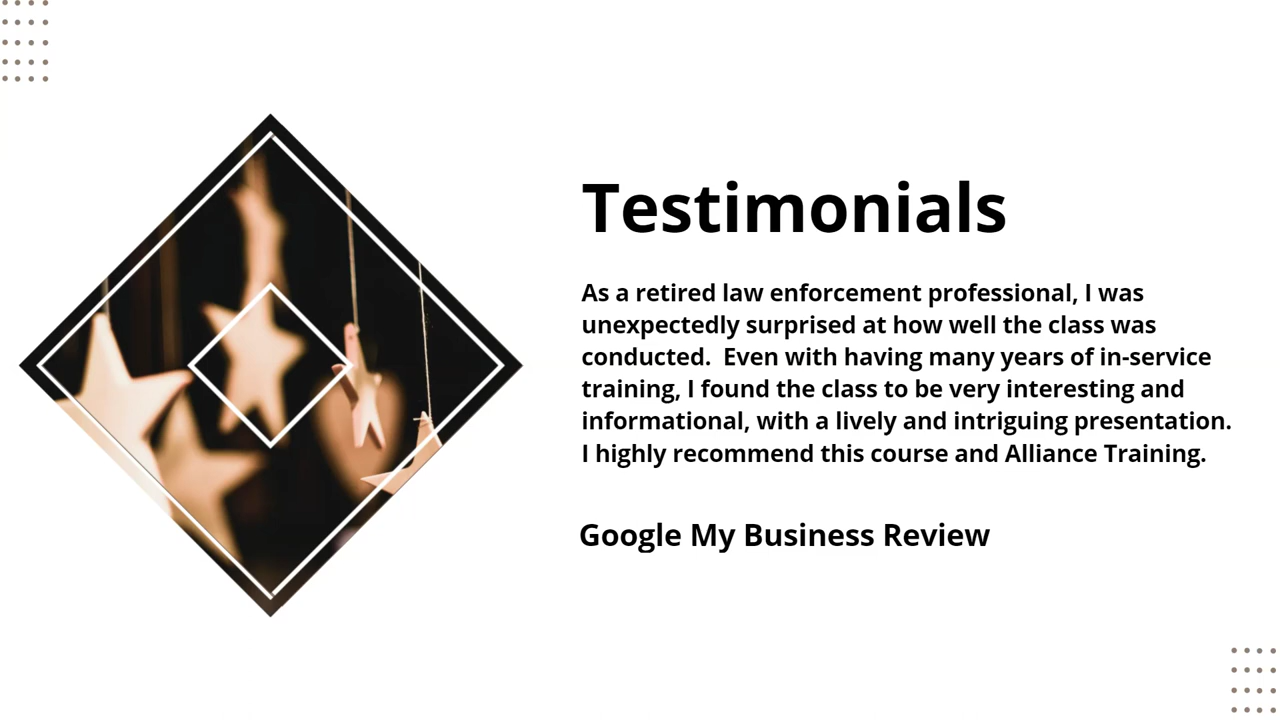 Testimonials
As a retired law enforcement professional, I was
unexpectedly surprised at how well the class was
conducted.  Even with having many years of in-service
training, I found the class to be very interesting and
informational, with a lively and intriguing presentation.
I highly recommend this course and Alliance Training.
Google My Business Review